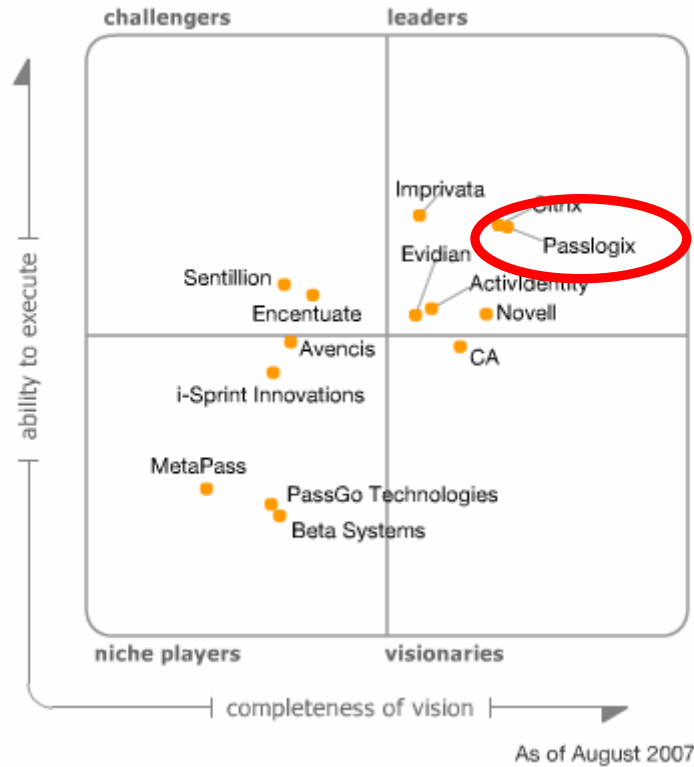 challengers
leaders
Imprivata
Citrix
Passlogix
Evidian
Sentillion
ActivIdentity
Encentuate
Novell
Avencis
CA
i-Sprint Innovations
MetaPass
PassGo Technologies
Beta Systems
ability to execute
niche players
visionaries
completeness of vision
As of August 2007